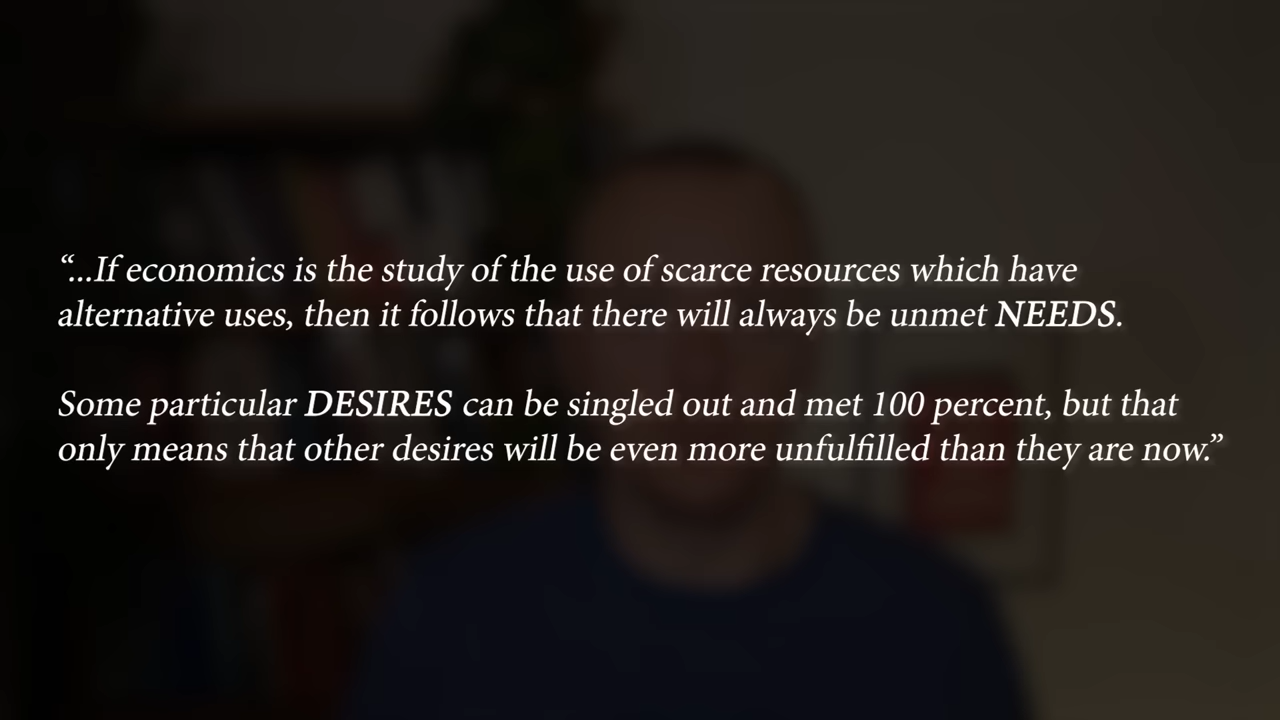 “...If economics is the study of the use of scarce resources which have
alternative uses, then it follows that there will always be unmet NEEDS.
Some particular DESIRES can be singled out and met 100 percent, but that
only means that other desires will be even more unfulfilled than they are now.”